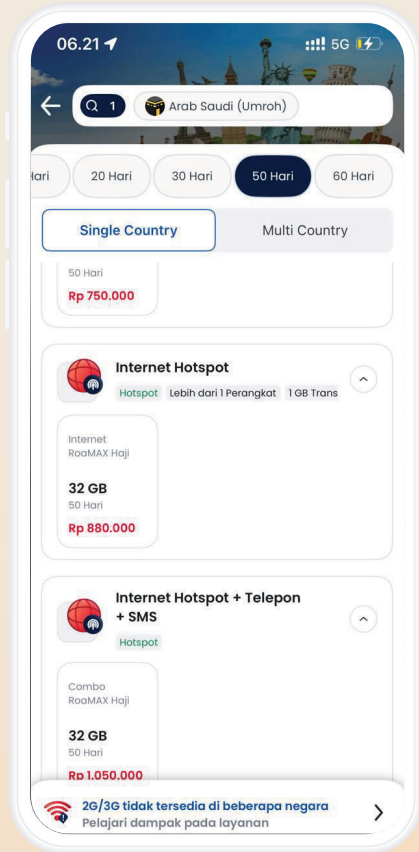 06.21
5G
1
Arab Saudi (Umroh)
Hari
20 Hari
30 Hari
50 Hari
60 Hari
Single Country
Multi Country
50 Hari
Rp 750.000
Internet Hotspot
Hotspot
Lebih dari 1 Perangkat
1 GB Trans
Internet
RoaMAX Haji
32 GB
50 Hari
Rp 880.000
Internet Hotspot + Telepon
+ SMS
Hotspot
Combo
RoaMAX Haji
32 GB
50 Hari
Rp 1.050.000
2G/3G tidak tersedia di beberapa negara
Pelajari dampak pada layanan